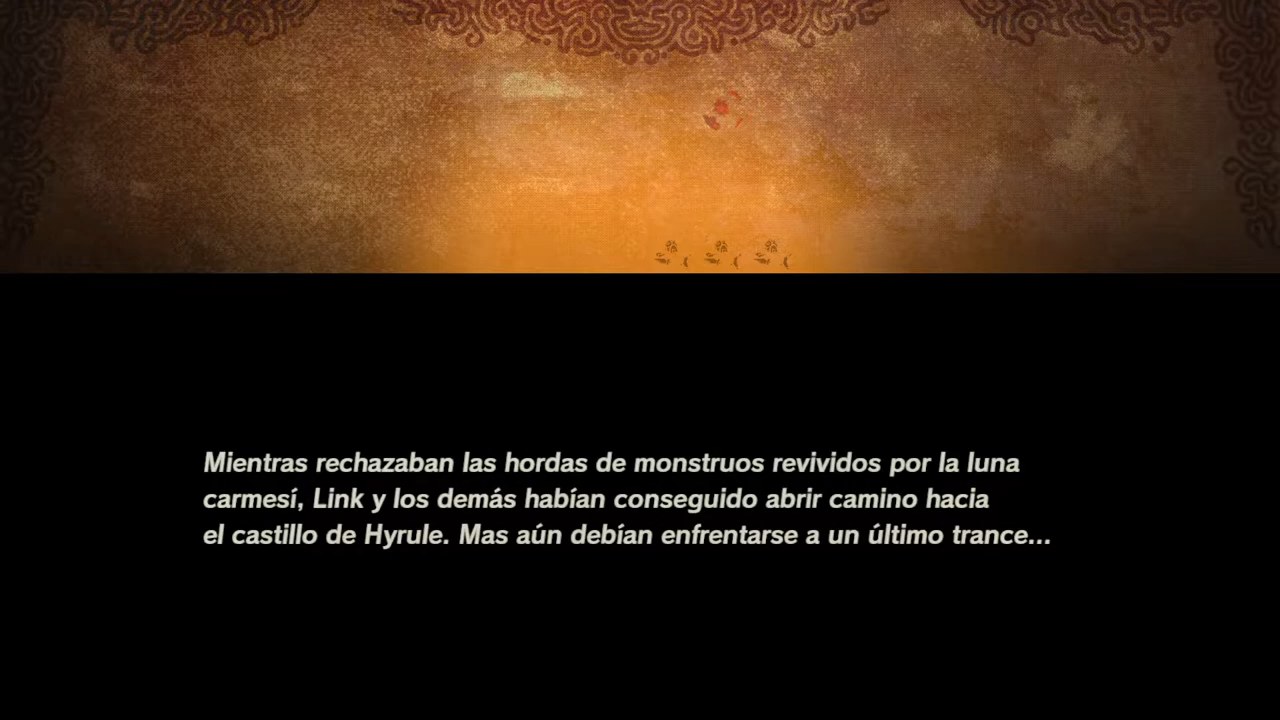 Mientras rechazaban las hordas de monstruos revividos por la luna
carmesí, Link y los demás habían conseguido abrir camino hacia
el castillo de Hyrule. Mas aún debían enfrentarse a un último trance...